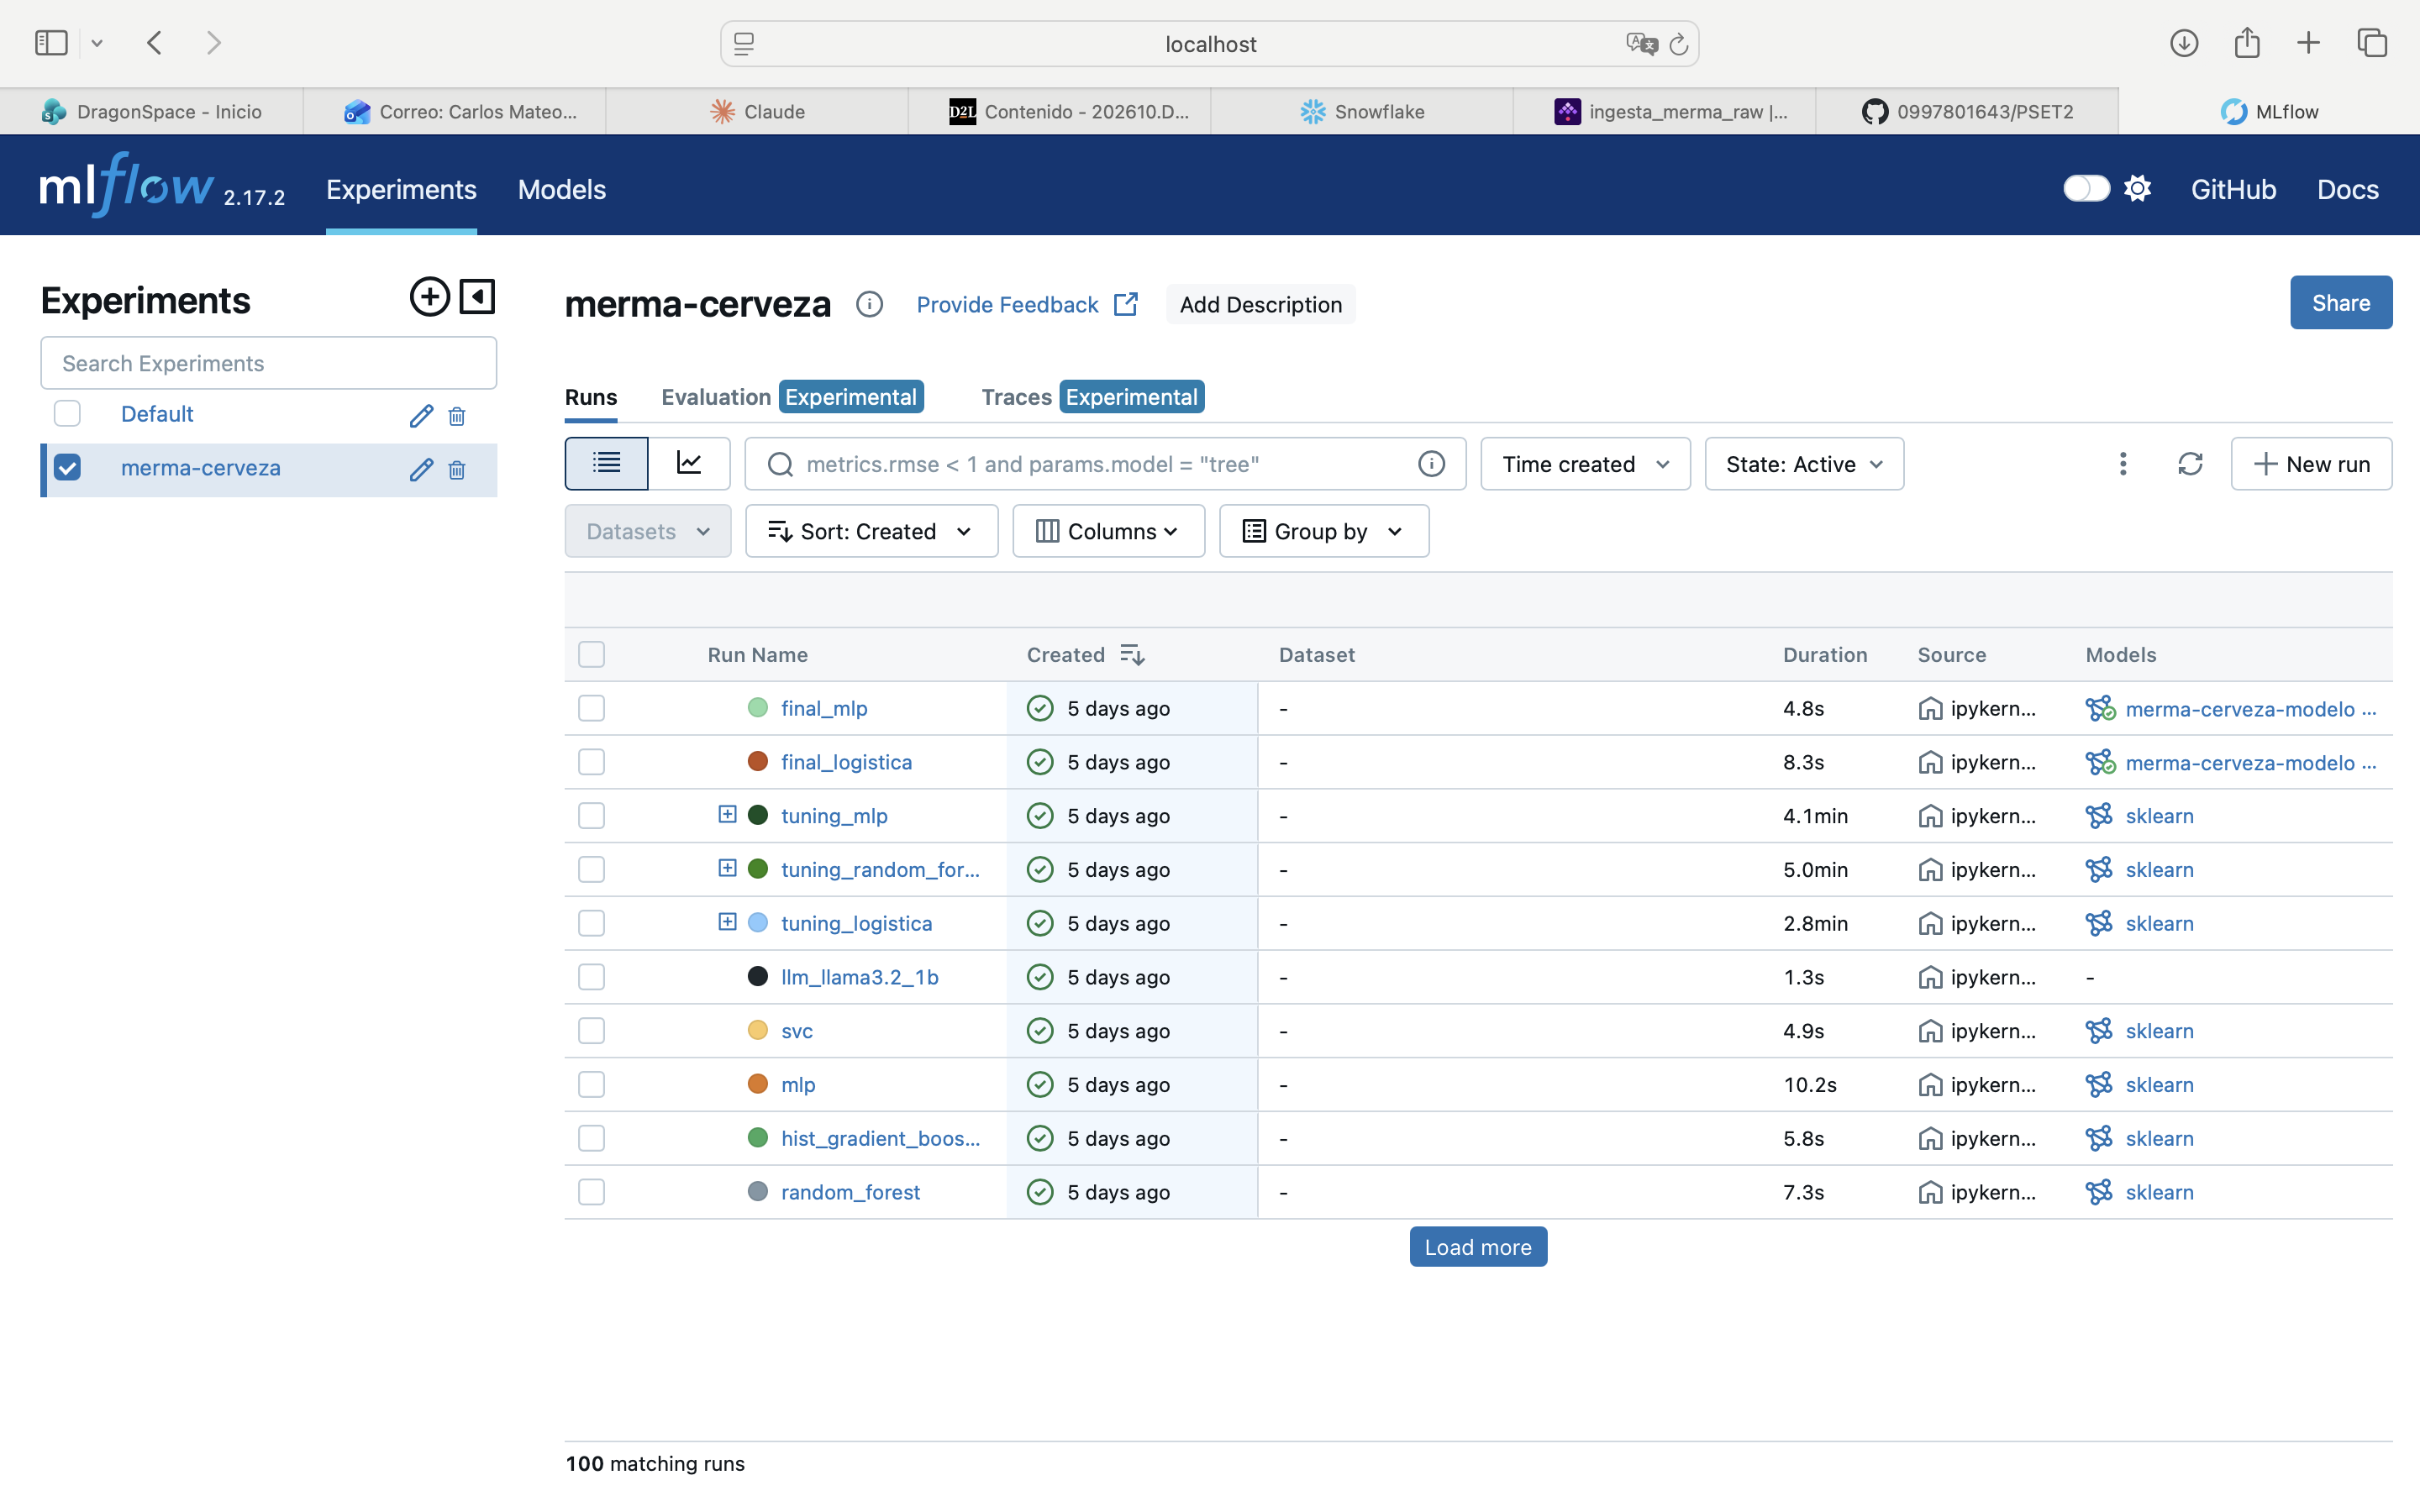 localhost
DragonSpace - Inicio
Correo: Carlos Mateo...
Claude
D2L Contenido - 202610.D...
Snowflake
ingesta_merma_raw |...
0997801643/PSET2
MLflow
mlflow 2.17.2
Experiments
Models
GitHub
Docs
Experiments
Search Experiments
Default
merma-cerveza
merma-cerveza
Provide Feedback
Add Description
Share
Runs
Evaluation Experimental
Traces Experimental
metrics.rmse < 1 and params.model = "tree"
Time created
State: Active
New run
Datasets
Sort: Created
Columns
Group by
Run Name Created Dataset Duration Source Models
final_mlp 5 days ago - 4.8s ipykern... merma-cerveza-modelo ...
final_logistica 5 days ago - 8.3s ipykern... merma-cerveza-modelo ...
tuning_mlp 5 days ago - 4.1min ipykern... sklearn
tuning_random_for... 5 days ago - 5.0min ipykern... sklearn
tuning_logistica 5 days ago - 2.8min ipykern... sklearn
llm_llama3.2_1b 5 days ago - 1.3s ipykern... -
svc 5 days ago - 4.9s ipykern... sklearn
mlp 5 days ago - 10.2s ipykern... sklearn
hist_gradient_boos... 5 days ago - 5.8s ipykern... sklearn
random_forest 5 days ago - 7.3s ipykern... sklearn
Load more
100 matching runs